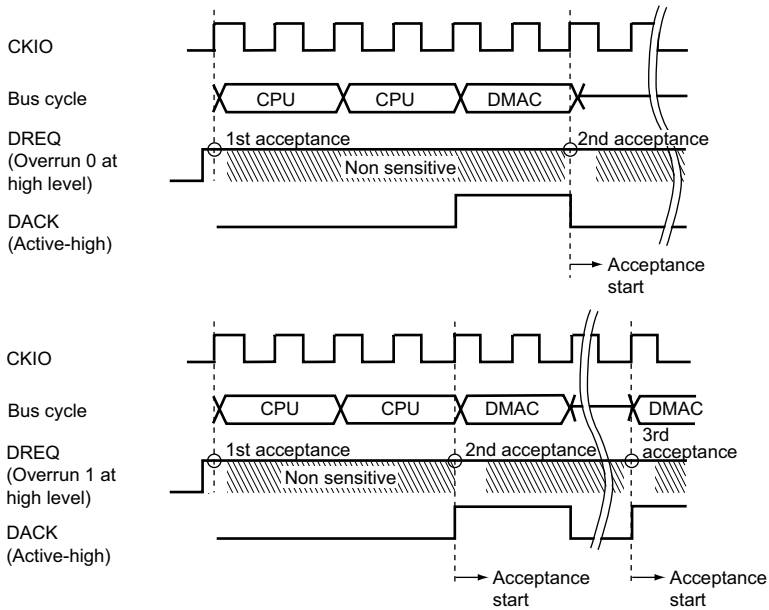 CKIO
Bus cycle
CPU
CPU
DMAC
DREQ
(Overrun 0 at
high level)
1st acceptance
2nd acceptance
Non sensitive
DACK
(Active-high)
Acceptance
start
CKIO
Bus cycle
CPU
CPU
DMAC
DMAC
DREQ
(Overrun 1 at
high level)
1st acceptance
2nd acceptance
3rd
acceptance
Non sensitive
DACK
(Active-high)
Acceptance
start
Acceptance
start